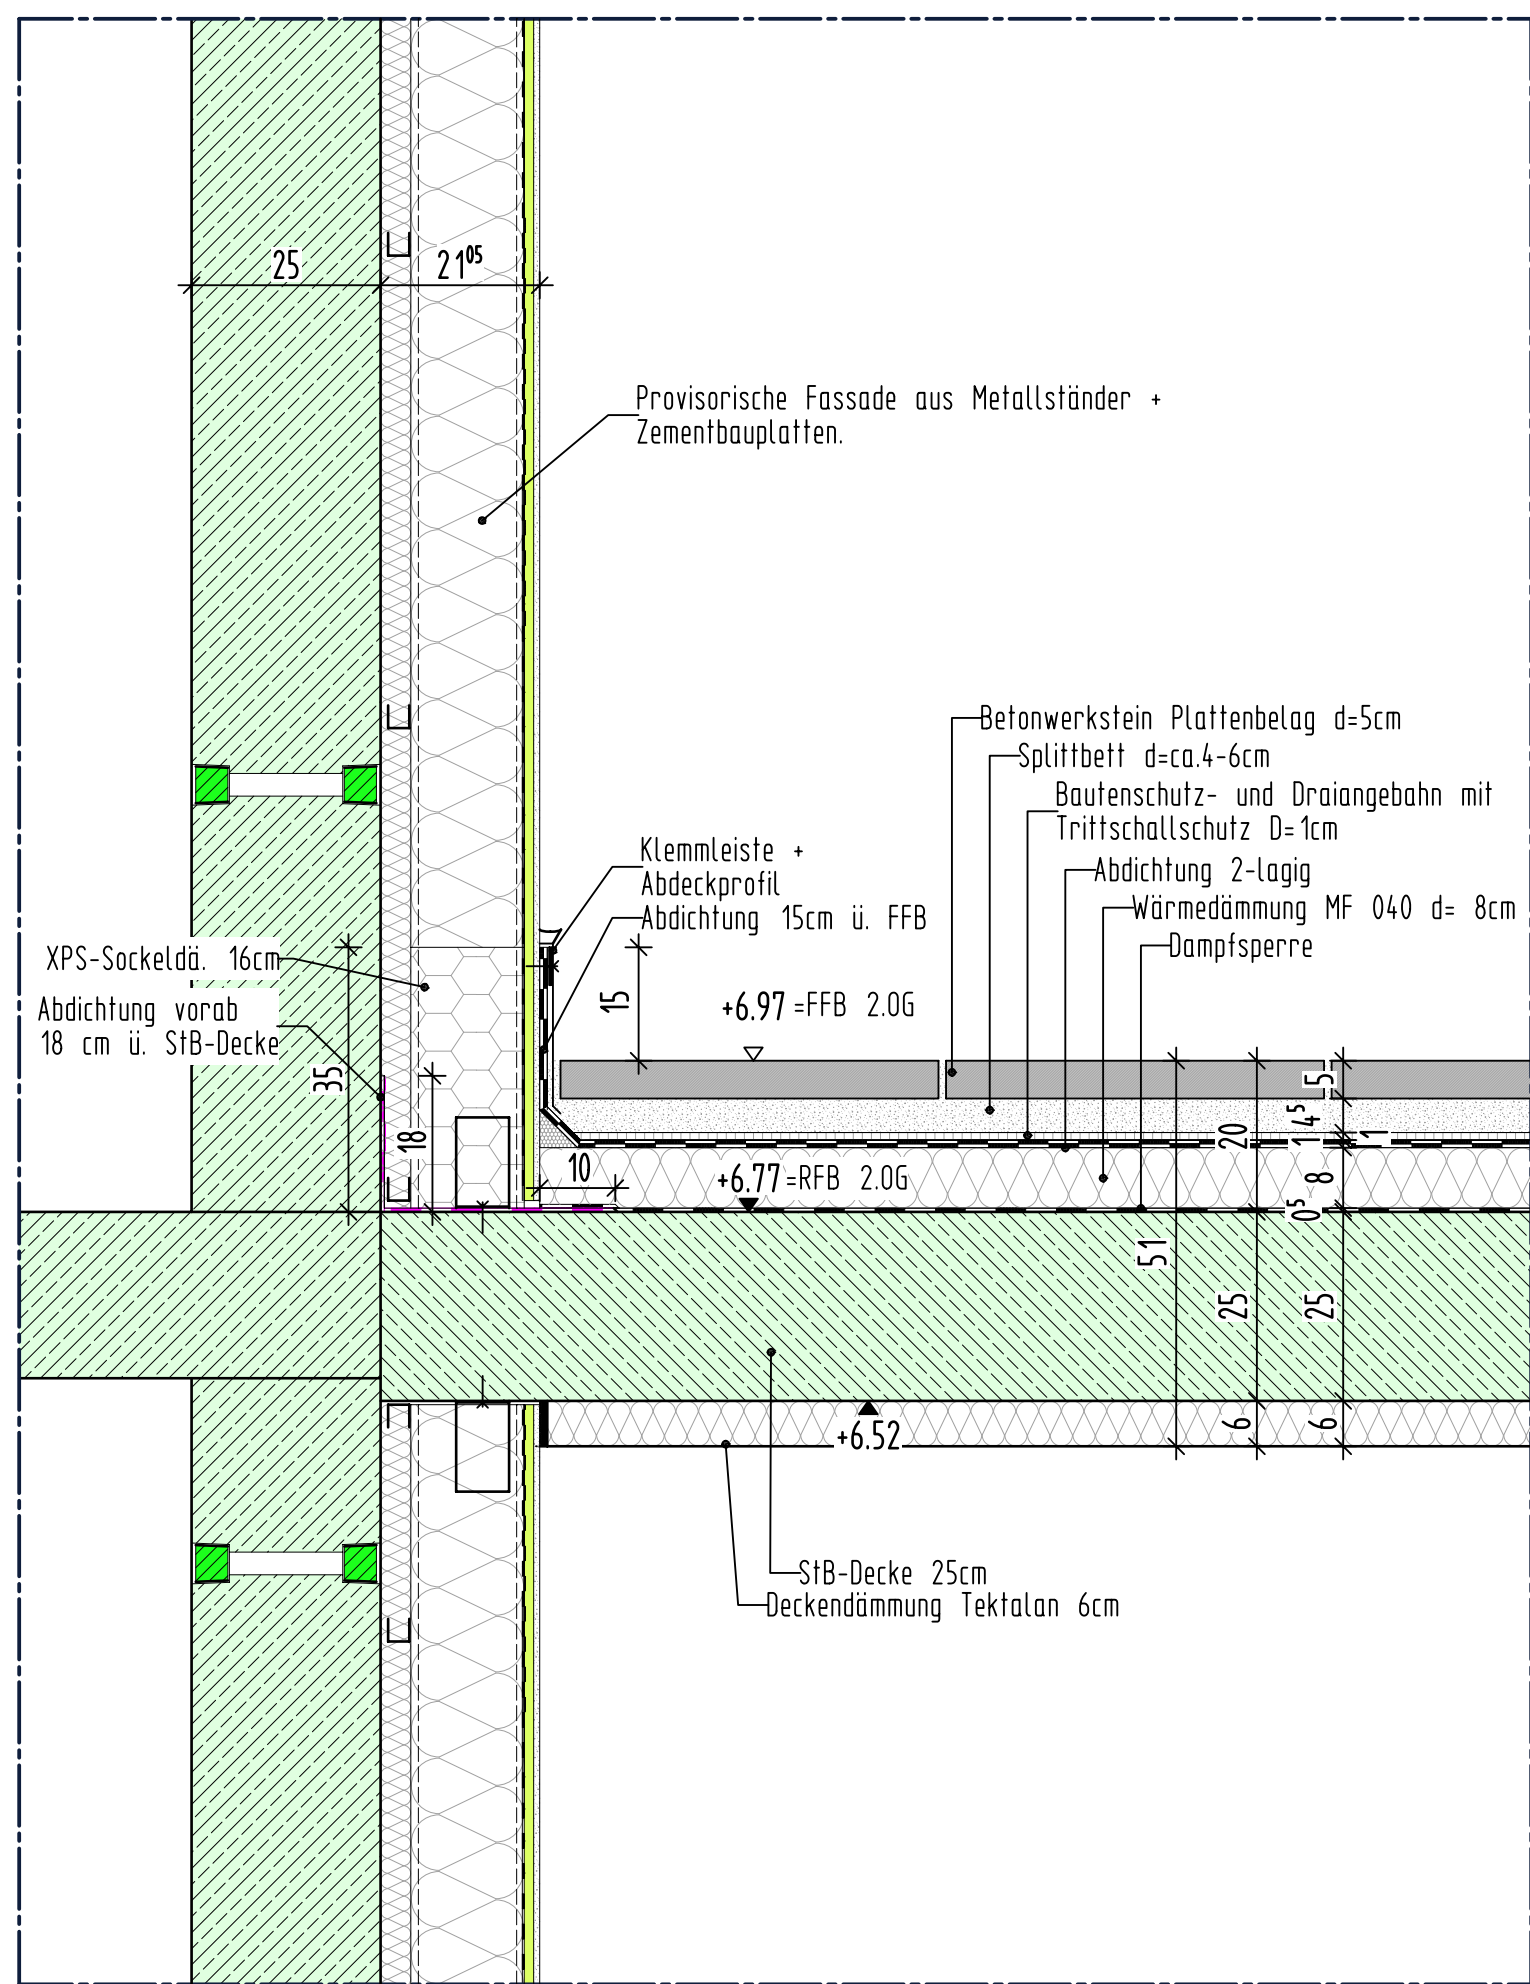 25
21⁰⁵
Provisorische Fassade aus Metallständer +
Zementbauplatten.
Betonwerkstein Plattenbelag d=5cm
Splittbett d=ca.4-6cm
Bautenschutz- und Draiangebahn mit
Trittschallschutz D=1cm
Abdichtung 2-lagig
Wärmedämmung MF 040 d= 8cm
Dampfsperre
Klemmleiste +
Abdeckprofil
Abdichtung 15cm ü. FFB
XPS-Sockeldä. 16cm
Abdichtung vorab
18 cm ü. StB-Decke
35
18
15
+6.97 =FFB 2.OG
10
+6.77=RFB 2.OG
5
4⁵
1
1
20
8
0⁵
51
25
25
6
6
+6.52
StB-Decke 25cm
Deckendämmung Tektalan 6cm